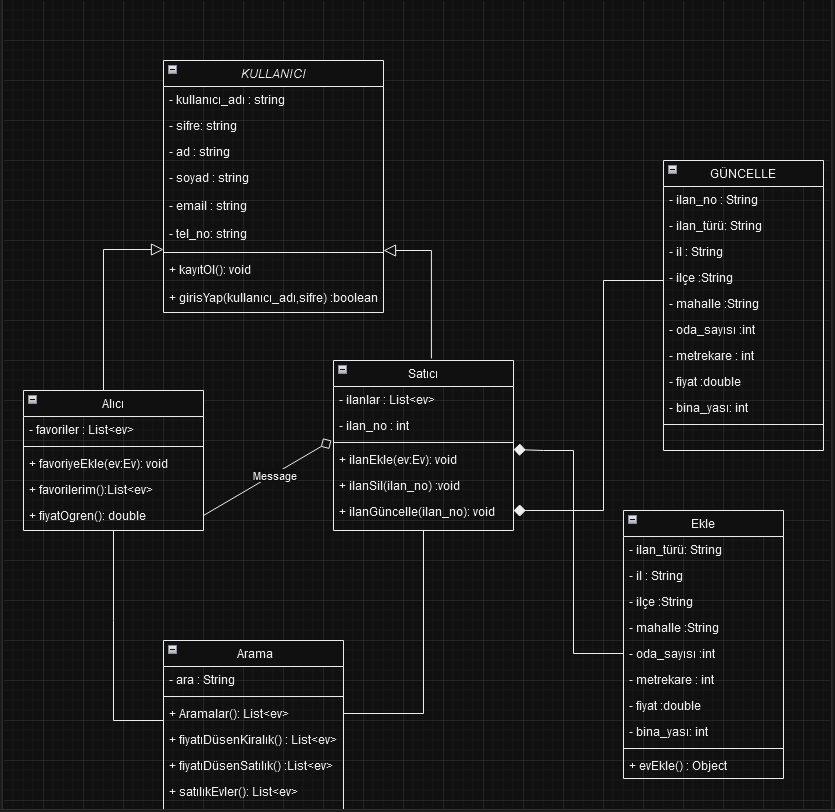 KULLANICI
- kullanıcı_adı : string
- sifre: string
- ad : string
- soyad : string
- email : string
- tel_no: string
+ kayıtOl(): void
+ girisYap(kullanıcı_adı,sifre) :boolean
GÜNCELLE
- ilan_no : String
- ilan_türü: String
- il : String
- ilçe :String
- mahalle :String
- oda_sayısı :int
- metrekare : int
- fiyat :double
- bina_yası: int
Alıcı
- favoriler : List<ev>
+ favoriyeEkle(ev:Ev): void
+ favorilerim():List<ev>
+ fiyatOgren(): double
Message
Satıcı
- ilanlar : List<ev>
- ilan_no : int
+ ilanEkle(ev:Ev): void
+ ilanSil(ilan_no) :void
+ ilanGüncelle(ilan_no): void
Ekle
- ilan_türü: String
- il : String
- ilçe :String
- mahalle :String
- oda_sayısı :int
- metrekare : int
- fiyat :double
- bina_yası: int
+ evEkle() : Object
Arama
- ara : String
+ Aramalar(): List<ev>
+ fiyatıDüsenKiralık() : List<ev>
+ fiyatıDüsenSatılık() :List<ev>
+ satılıkEvler(): List<ev>